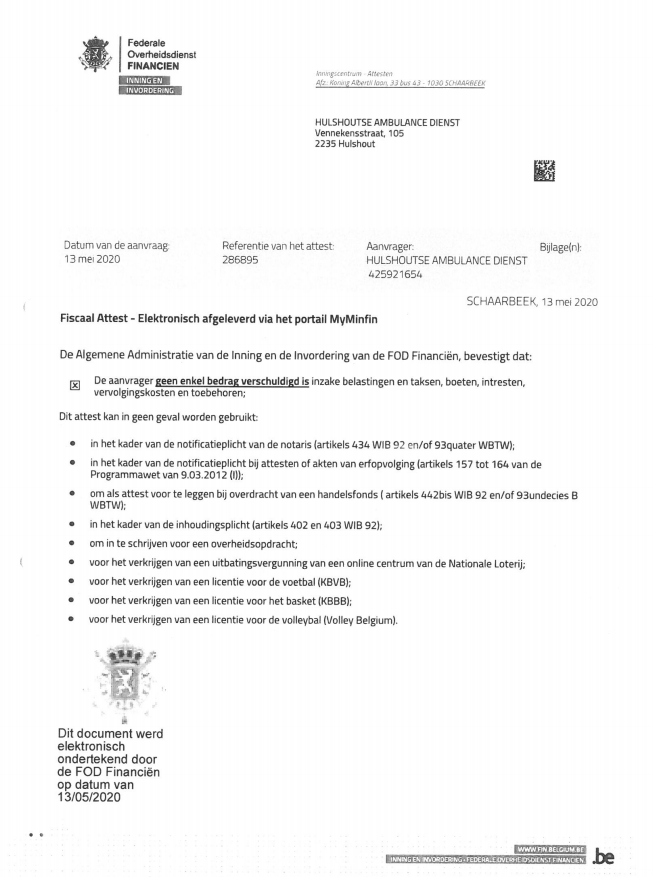 Federale
Overheidsdienst
FINANCIEN
INNING EN
INVORDERING
Inningscentrum - Attesten
Afz: Koning AlbertII laan, 33 bus 43 - 1030 SCHAARBEEK
HULSHOUTSE AMBULANCE DIENST
Vennekensstraat, 105
2235 Hulshout
Datum van de aanvraag:
13 mei 2020
Referentie van het attest:
286895
Aanvrager:
HULSHOUTSE AMBULANCE DIENST
425921654
Bijlage(n):
SCHAARBEEK, 13 mei 2020
Fiscaal Attest - Elektronisch afgeleverd via het portail MyMinfin
De Algemene Administratie van de Inning en de Invordering van de FOD Financiën, bevestigt dat:
De aanvrager geen enkel bedrag verschuldigd is inzake belastingen en taksen, boeten, intresten,
vervolgingskosten en toebehoren;
Dit attest kan in geen geval worden gebruikt:
• in het kader van de notificatieplicht van de notaris (artikels 434 WIB 92 en/of 93quater WBTW);
• in het kader van de notificatieplicht bij attesten of akten van erfopvolging (artikels 157 tot 164 van de
Programmawet van 9.03.2012 (I));
• om als attest voor te leggen bij overdracht van een handelsfonds ( artikels 442bis WIB 92 en/of 93undecies B
WBTW);
• in het kader van de inhoudingsplicht (artikels 402 en 403 WIB 92);
• om in te schrijven voor een overheidsopdracht;
• voor het verkrijgen van een uitbatingsvergunning van een online centrum van de Nationale Loterij;
• voor het verkrijgen van een licentie voor de voetbal (KBVB);
• voor het verkrijgen van een licentie voor het basket (KBBB);
• voor het verkrijgen van een licentie voor de volleybal (Volley Belgium).
Dit document werd
elektronisch
ondertekend door
de FOD Financiën
op datum van
13/05/2020
WWW.FIN.BELGIUM.BE
INNING EN INVORDERING - FEDERALE OVERHEIDSDIENST FINANCIEN
.be